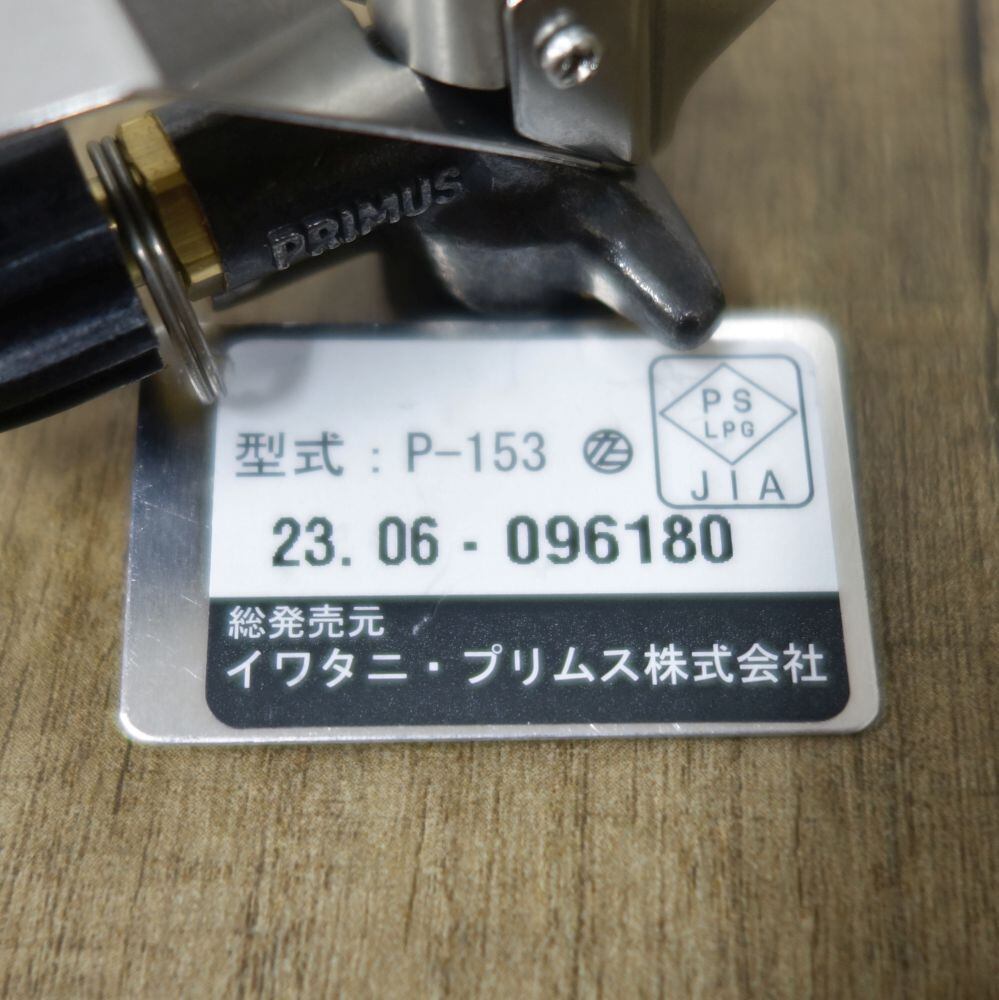 PRIMUS
型式：P-153
PS
LPG
JIA
23.06-096180
総発売元
イワタニ・プリムス株式会社